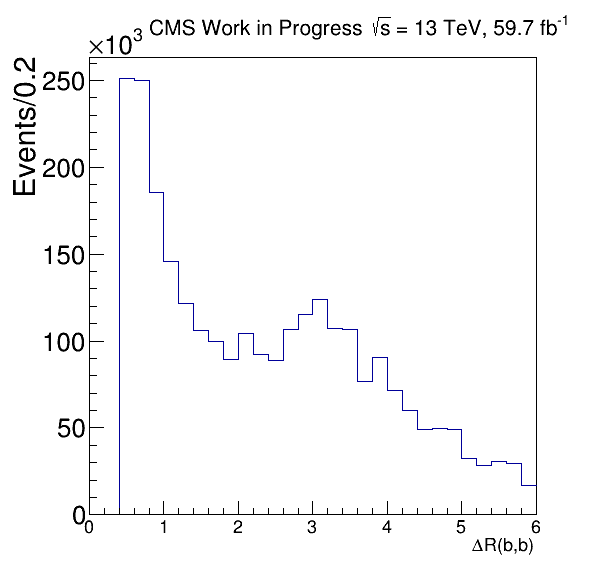 ×10³ CMS Work in Progress √s = 13 TeV, 59.7 fb⁻¹
Events/0.2
250
200
150
100
50
0
0 1 2 3 4 5 6
ΔR(b,b)